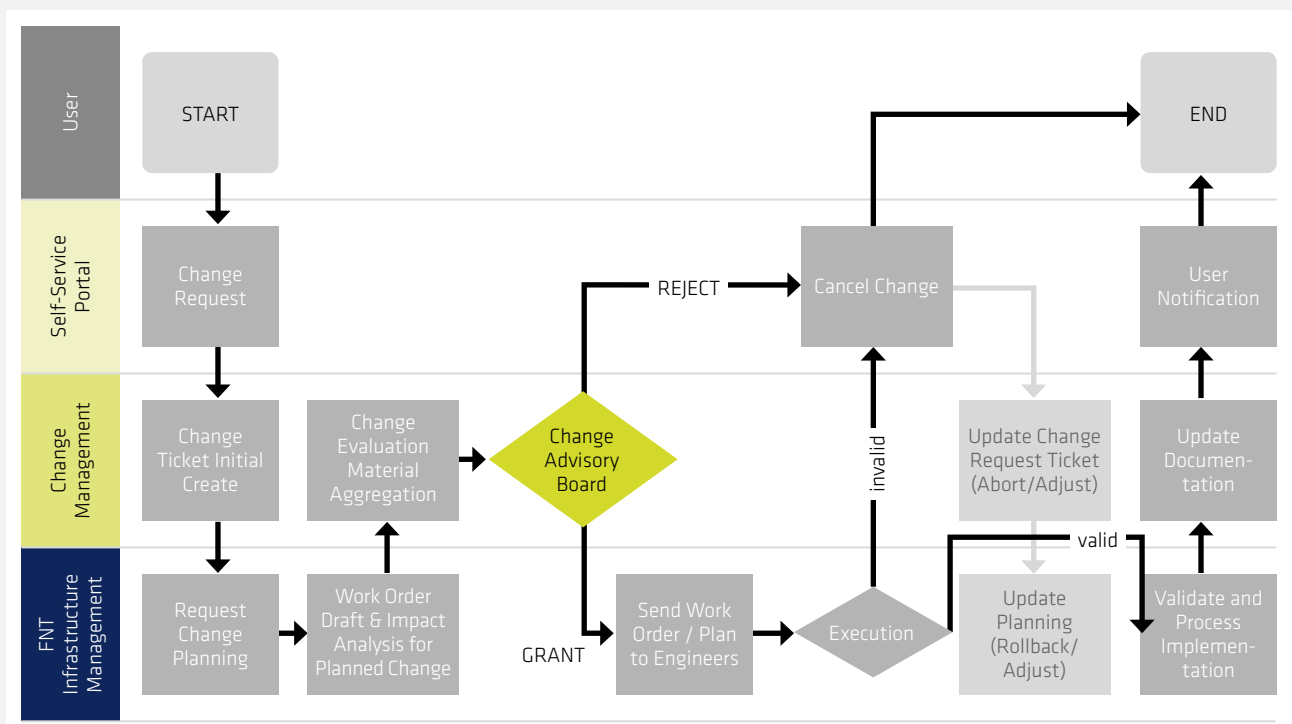 User
START
END
Self-Service
Portal
Change
Request
REJECT
Cancel Change
User
Notification
Change
Management
Change
Ticket Initial
Create
Change
Evaluation
Material
Aggregation
Change
Advisory
Board
invalid
Update Change
Request Ticket
(Abort/Adjust)
Update
Documen-
tation
FNT
Infrastructure
Management
Request
Change
Planning
Work Order
Draft & Impact
Analysis for
Planned Change
GRANT
Send Work
Order / Plan
to Engineers
Execution
valid
Update
Planning
(Rollback/
Adjust)
Validate and
Process
Implemen-
tation